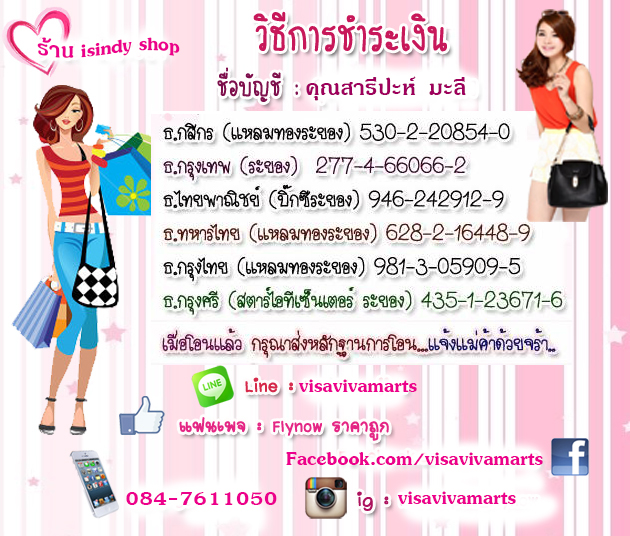 ร้าน isindy shop
วิธีการชำระเงิน
ชื่อบัญชี : คุณสารีปะห์ มะลี
ธ.กสิกร (แหลมทองระยอง) 530-2-20854-0
ธ.กรุงเทพ (ระยอง) 277-4-66066-2
ธ.ไทยพาณิชย์ (บิ๊กซีระยอง) 946-242912-9
ธ.ทหารไทย (แหลมทองระยอง) 628-2-16448-9
ธ.กรุงไทย (แหลมทองระยอง) 981-3-05909-5
ธ.กรุงศรี (สตาร์ไอทีเซ็นเตอร์ ระยอง) 435-1-23671-6
เมื่อโอนแล้ว กรุณาส่งหลักฐานการโอน...แจ้งแม่ค้าด้วยจร้า..
LINE Line : visavivamarts
แฟนเพจ : Flynow ราคาถูก
Facebook.com/visavivamarts
084-7611050
ig : visavivamarts